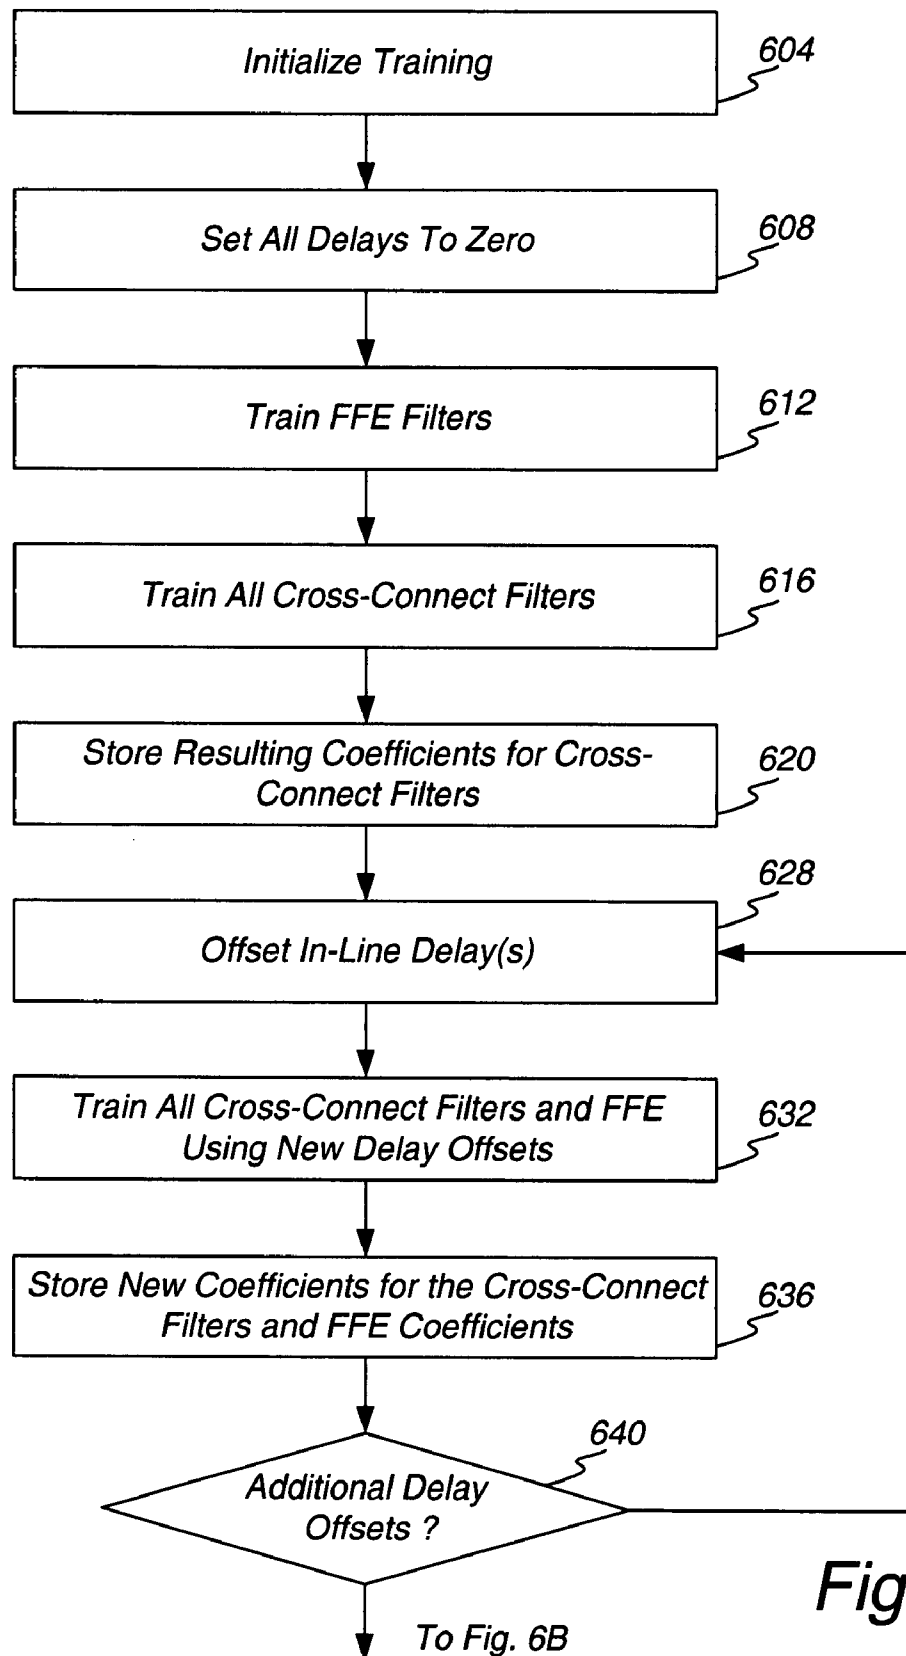 Initialize Training
604
Set All Delays To Zero
608
Train FFE Filters
612
Train All Cross-Connect Filters
616
Store Resulting Coefficients for Cross-
Connect Filters
620
628
Offset In-Line Delay(s)
Train All Cross-Connect Filters and FFE
Using New Delay Offsets
632
Store New Coefficients for the Cross-Connect
Filters and FFE Coefficients
636
640
Additional Delay
Offsets ?
Fig
To Fig. 6B